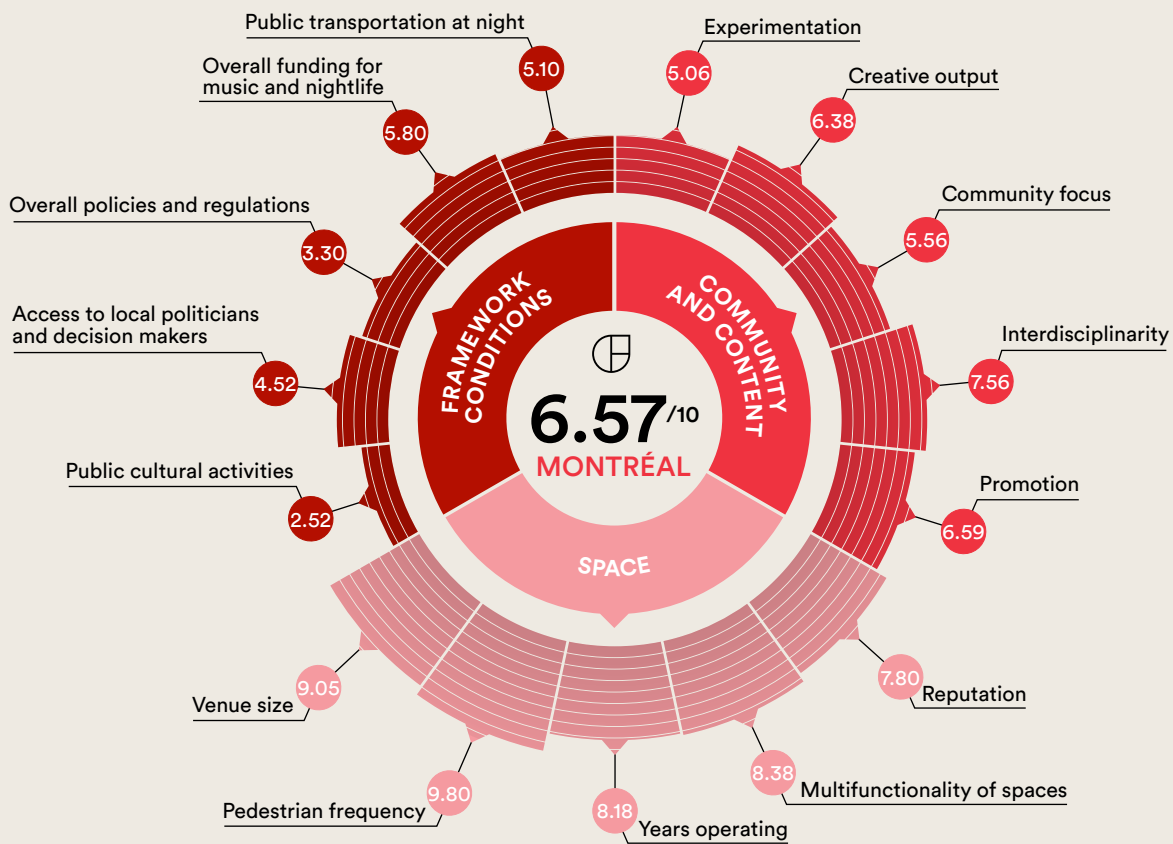 Public transportation at night
5.10
Experimentation
5.06
Overall funding for
music and nightlife
5.80
Creative output
6.38
Overall policies and regulations
3.30
Community focus
5.56
Access to local politicians
and decision makers
4.52
Interdisciplinarity
7.56
Public cultural activities
2.52
Promotion
6.59
FRAMEWORK
CONDITIONS
COMMUNITY
AND CONTENT
6.57/10
MONTRÉAL
SPACE
Venue size
9.05
Reputation
7.80
Pedestrian frequency
9.80
Multifunctionality of spaces
8.38
Years operating
8.18